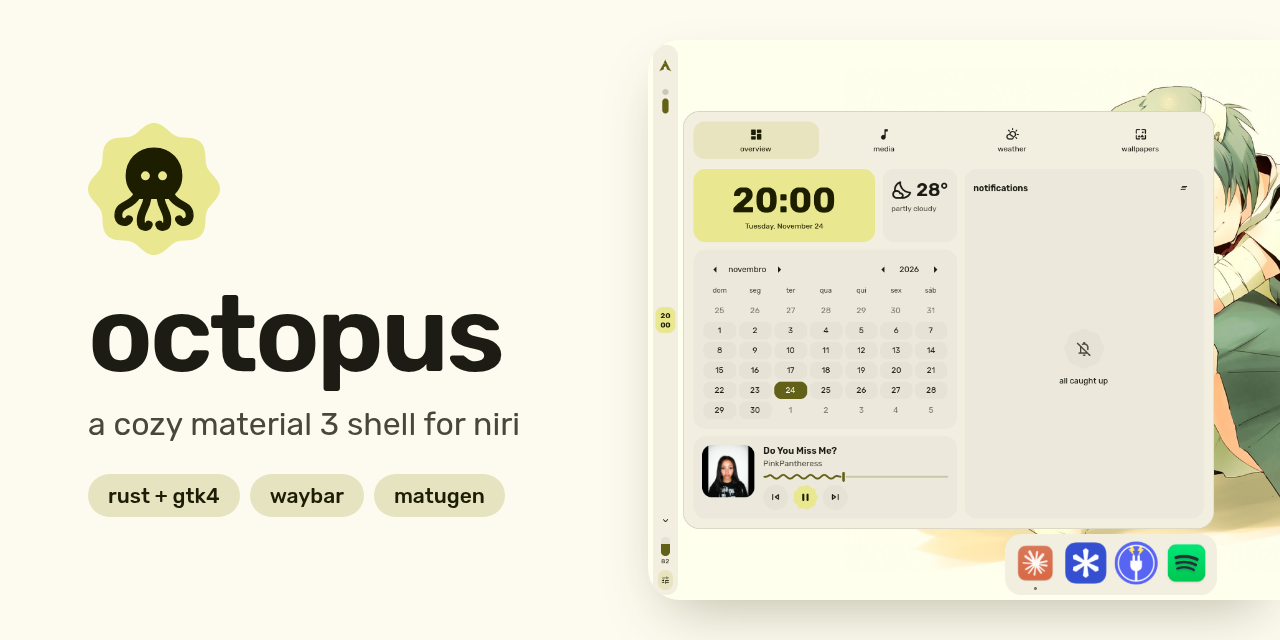 octopus
a cozy material 3 shell for niri
rust + gtk4
waybar
matugen
20
00
82
overview
media
weather
wallpapers
20:00
Tuesday, November 24
28°
partly cloudy
notifications
all caught up
novembro
2026
dom seg ter qua qui sex sáb
25 26 27 28 29 30 31
1 2 3 4 5 6 7
8 9 10 11 12 13 14
15 16 17 18 19 20 21
22 23 24 25 26 27 28
29 30 1 2 3 4 5
Do You Miss Me?
PinkPantheress